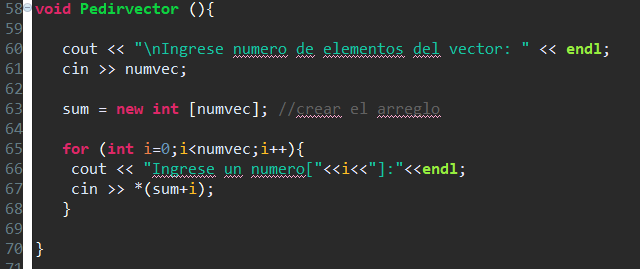 58 void Pedirvector (){
59
60 cout << "\nIngrese numero de elementos del vector: " << endl;
61 cin >> numvec;
62
63 sum = new int [numvec]; //crear el arreglo
64
65 for (int i=0;i<numvec;i++){
66 cout << "Ingrese un numero["<<i<<"]:"<<endl;
67 cin >> *(sum+i);
68 }
69
70 }
71